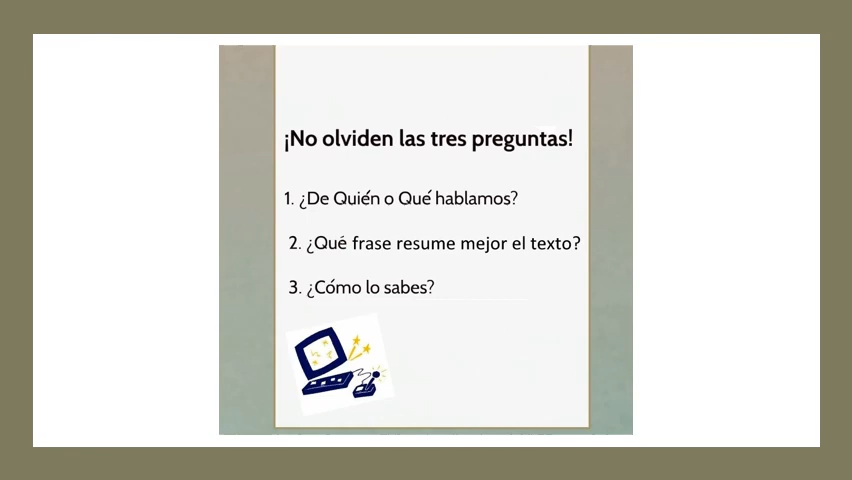 ¡No olviden las tres preguntas!
1. ¿De Quién o Qué hablamos?
2. ¿Qué frase resume mejor el texto?
3. ¿Cómo lo sabes?